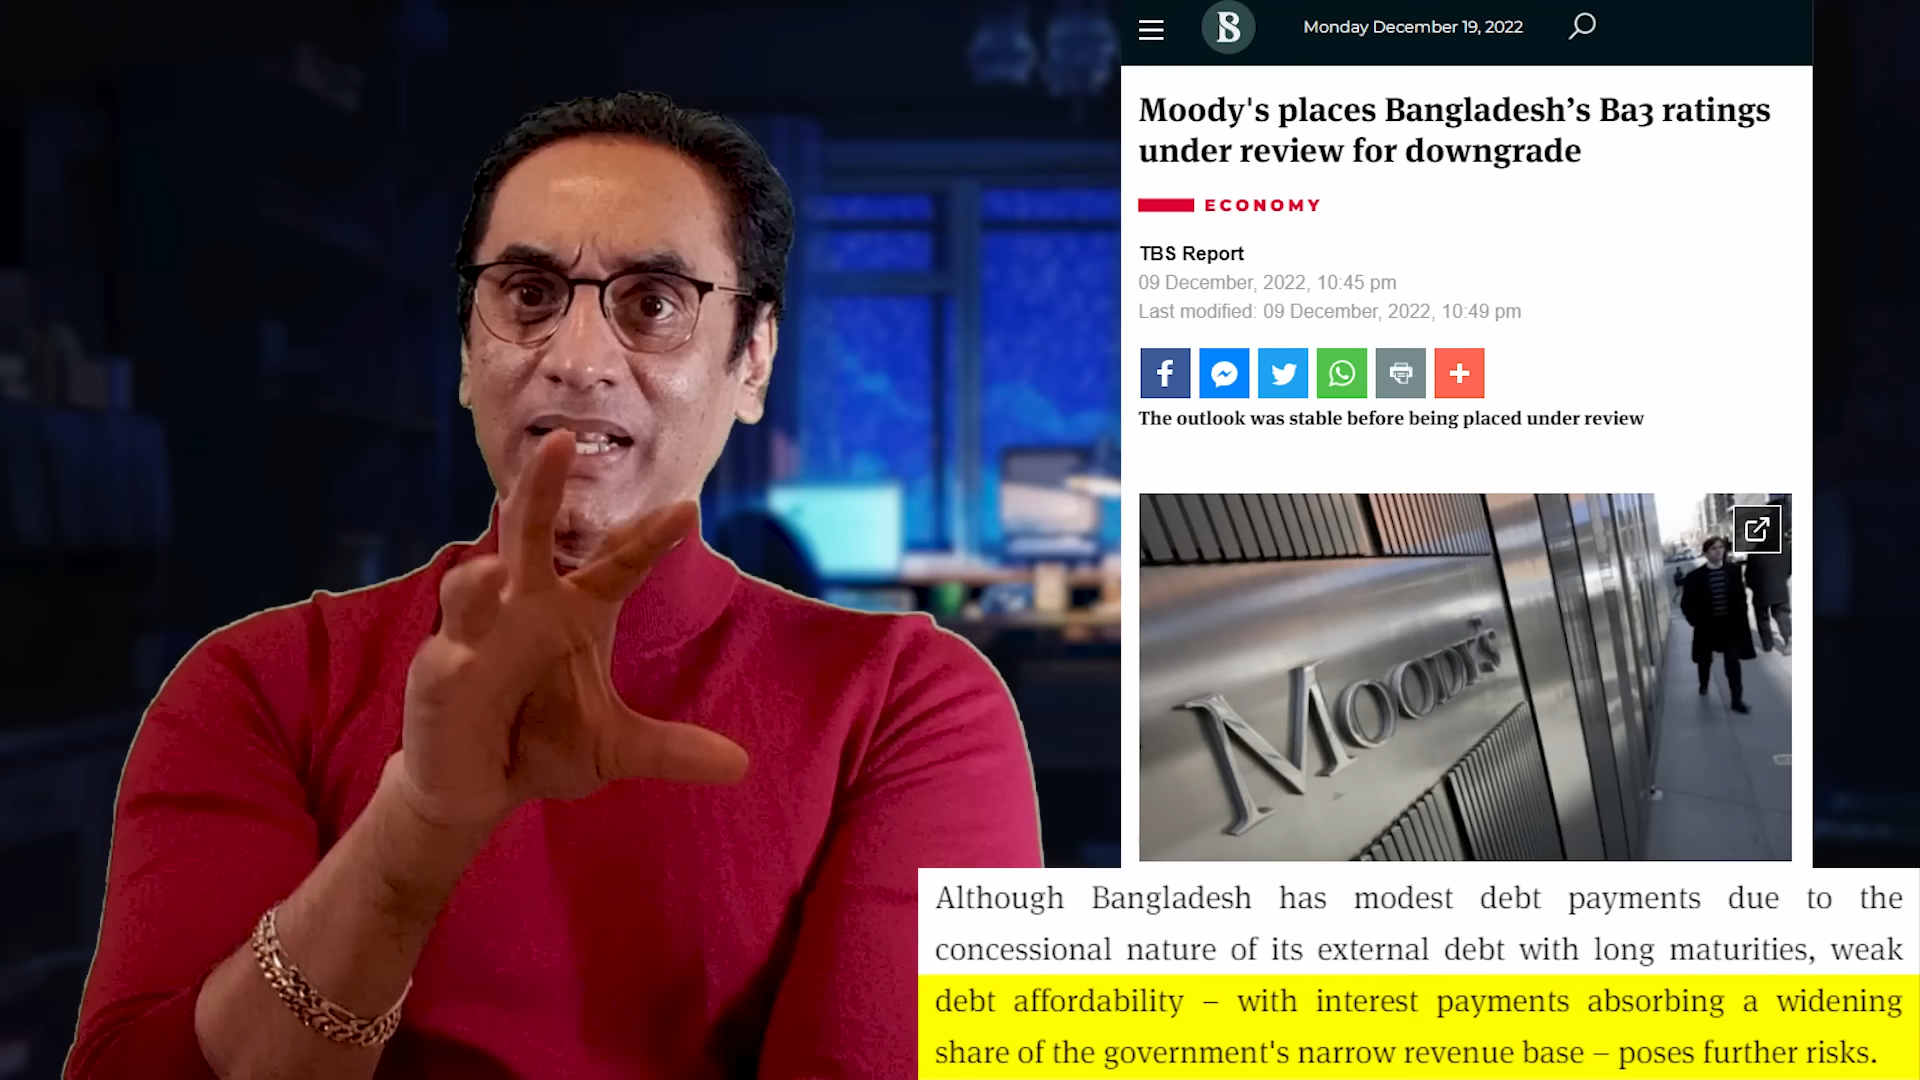 B
Monday December 19, 2022
Moody's places Bangladesh’s Ba3 ratings
under review for downgrade
ECONOMY
TBS Report
09 December, 2022, 10:45 pm
Last modified: 09 December, 2022, 10:49 pm
The outlook was stable before being placed under review
MOODY'S
Although Bangladesh has modest debt payments due to the
concessional nature of its external debt with long maturities, weak
debt affordability – with interest payments absorbing a widening
share of the government's narrow revenue base – poses further risks.